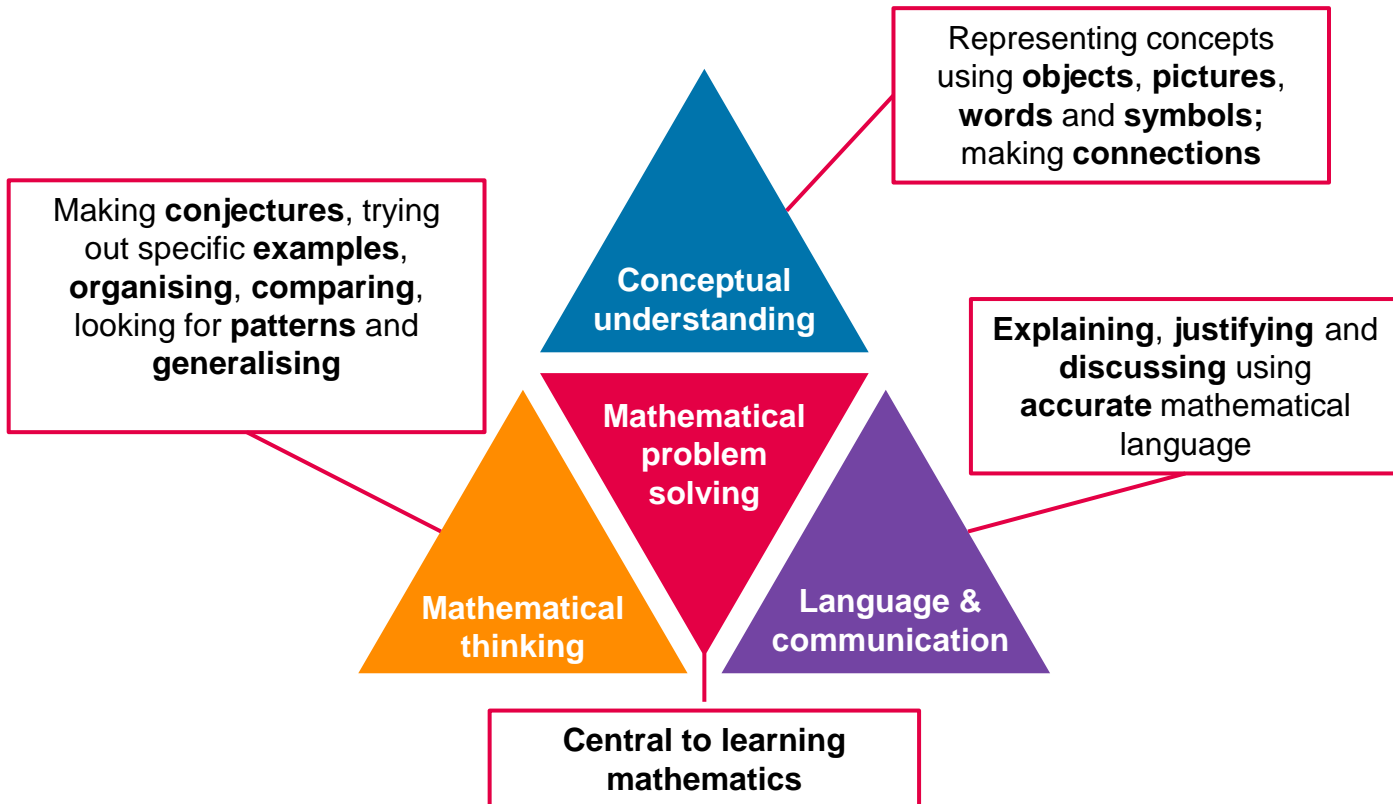 Representing concepts
using objects, pictures,
words and symbols;
making connections
Making conjectures, trying
out specific examples,
organising, comparing,
looking for patterns and
generalising
Conceptual
understanding
Explaining, justifying and
discussing using
accurate mathematical
language
Mathematical
problem
solving
Mathematical
thinking
Language &
communication
Central to learning
mathematics